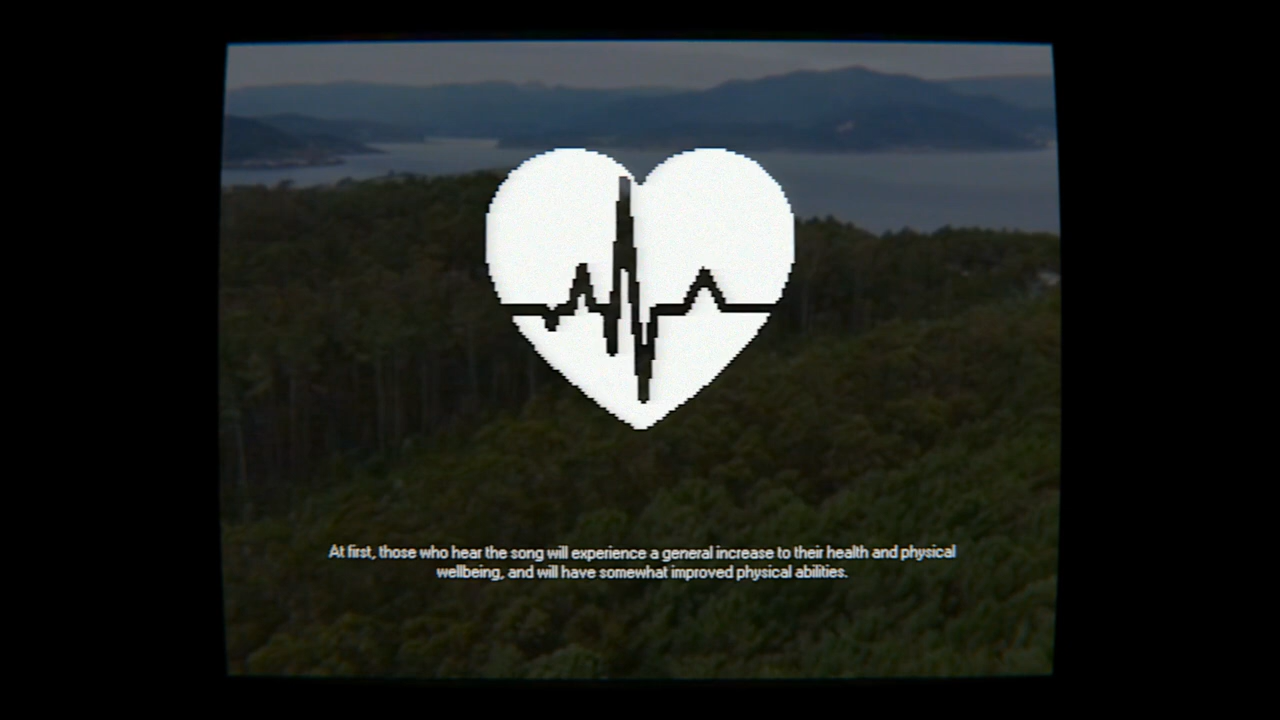 At first, those who hear the song will experience a general increase to their health and physical
wellbeing, and will have somewhat improved physical abilities.